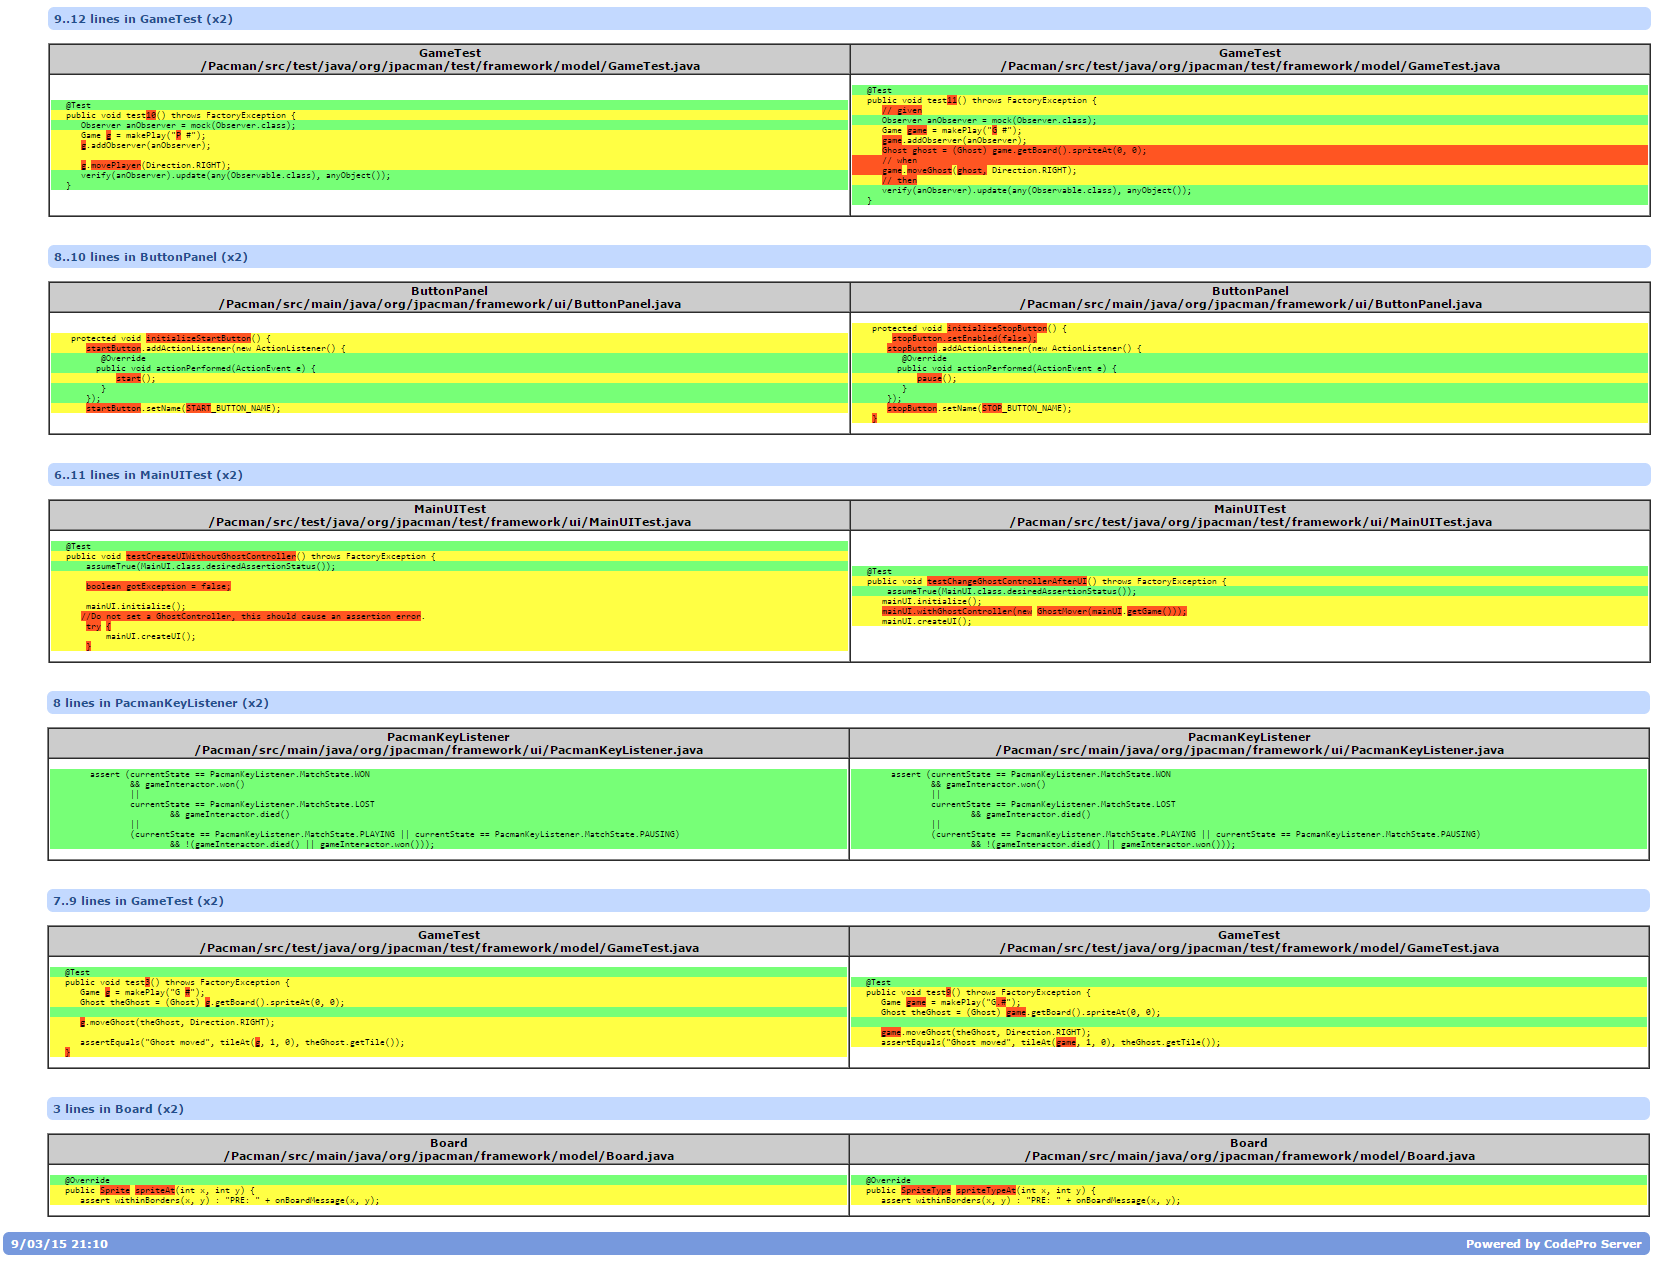 9..12 lines in GameTest (x2)
GameTest
/Pacman/src/test/java/org/jpacman/test/framework/model/GameTest.java
@Test
public void test10() throws FactoryException {
Observer anObserver = mock(Observer.class);
Game g = makePlay("P #");
g.addObserver(anObserver);
g.movePlayer(Direction.RIGHT);
verify(anObserver).update(any(Observable.class), anyObject());
}
GameTest
/Pacman/src/test/java/org/jpacman/test/framework/model/GameTest.java
@Test
public void test11() throws FactoryException {
// given
Observer anObserver = mock(Observer.class);
Game game = makePlay("G #");
game.addObserver(anObserver);
Ghost ghost = (Ghost) game.getBoard().spriteAt(0, 0);
// when
game.moveGhost(ghost, Direction.RIGHT);
// then
verify(anObserver).update(any(Observable.class), anyObject());
}
8..10 lines in ButtonPanel (x2)
ButtonPanel
/Pacman/src/main/java/org/jpacman/framework/ui/ButtonPanel.java
protected void initializeStartButton() {
startButton.addActionListener(new ActionListener() {
@Override
public void actionPerformed(ActionEvent e) {
start();
}
});
startButton.setName(START_BUTTON_NAME);
ButtonPanel
/Pacman/src/main/java/org/jpacman/framework/ui/ButtonPanel.java
protected void initializeStopButton() {
stopButton.setEnabled(false);
stopButton.addActionListener(new ActionListener() {
@Override
public void actionPerformed(ActionEvent e) {
pause();
}
});
stopButton.setName(STOP_BUTTON_NAME);
}
6..11 lines in MainUITest (x2)
MainUITest
/Pacman/src/test/java/org/jpacman/test/framework/ui/MainUITest.java
@Test
public void testCreateUIWithoutGhostController() throws FactoryException {
assumeTrue(MainUI.class.desiredAssertionStatus());
boolean gotException = false;
mainUI.initialize();
//Do not set a GhostController, this should cause an assertion error.
try {
mainUI.createUI();
}
MainUITest
/Pacman/src/test/java/org/jpacman/test/framework/ui/MainUITest.java
@Test
public void testChangeGhostControllerAfterUI() throws FactoryException {
assumeTrue(MainUI.class.desiredAssertionStatus());
mainUI.initialize();
mainUI.withGhostController(new GhostMover(mainUI.getGame()));
mainUI.createUI();
8 lines in PacmanKeyListener (x2)
PacmanKeyListener
/Pacman/src/main/java/org/jpacman/framework/ui/PacmanKeyListener.java
assert (currentState == PacmanKeyListener.MatchState.WON
&& gameInteractor.won()
||
currentState == PacmanKeyListener.MatchState.LOST
&& gameInteractor.died()
||
(currentState == PacmanKeyListener.MatchState.PLAYING || currentState == PacmanKeyListener.MatchState.PAUSING)
&& !(gameInteractor.died() || gameInteractor.won()));
PacmanKeyListener
/Pacman/src/main/java/org/jpacman/framework/ui/PacmanKeyListener.java
assert (currentState == PacmanKeyListener.MatchState.WON
&& gameInteractor.won()
||
currentState == PacmanKeyListener.MatchState.LOST
&& gameInteractor.died()
||
(currentState == PacmanKeyListener.MatchState.PLAYING || currentState == PacmanKeyListener.MatchState.PAUSING)
&& !(gameInteractor.died() || gameInteractor.won()));
7..9 lines in GameTest (x2)
GameTest
/Pacman/src/test/java/org/jpacman/test/framework/model/GameTest.java
@Test
public void test3() throws FactoryException {
Game g = makePlay("G #");
Ghost theGhost = (Ghost) g.getBoard().spriteAt(0, 0);
g.moveGhost(theGhost, Direction.RIGHT);
assertEquals("Ghost moved", tileAt(g, 1, 0), theGhost.getTile());
}
GameTest
/Pacman/src/test/java/org/jpacman/test/framework/model/GameTest.java
@Test
public void test9() throws FactoryException {
Game game = makePlay("G.#");
Ghost theGhost = (Ghost) game.getBoard().spriteAt(0, 0);
game.moveGhost(theGhost, Direction.RIGHT);
assertEquals("Ghost moved", tileAt(game, 1, 0), theGhost.getTile());
3 lines in Board (x2)
Board
/Pacman/src/main/java/org/jpacman/framework/model/Board.java
@Override
public Sprite spriteAt(int x, int y) {
assert withinBorders(x, y) : "PRE: " + onBoardMessage(x, y);
Board
/Pacman/src/main/java/org/jpacman/framework/model/Board.java
@Override
public SpriteType spriteTypeAt(int x, int y) {
assert withinBorders(x, y) : "PRE: " + onBoardMessage(x, y);
9/03/15 21:10
Powered by CodePro Server